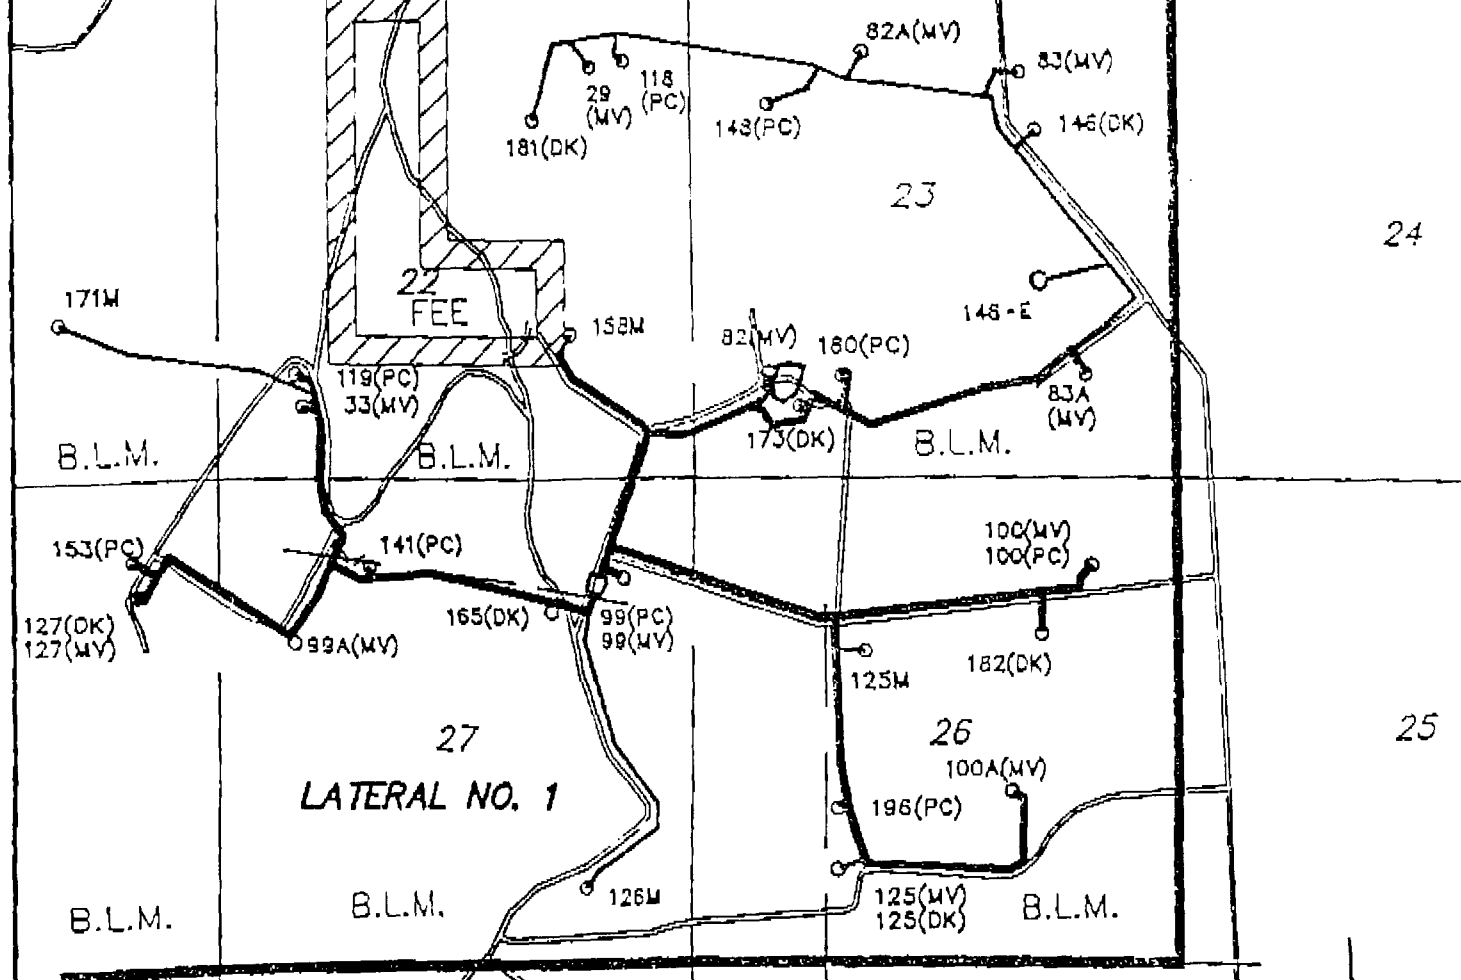 82A(MV)
83(MV)
29
(MV)
118
(PC)
181(DK)
148(PC)
146(DK)
23
24
22
FEE
171M
158M
146-E
82(MV)
180(PC)
119(PC)
33(MV)
83A
(MV)
173(DK)
B.L.M.
B.L.M.
B.L.M.
153(PC)
141(PC)
100(MV)
100(PC)
165(DK)
99(PC)
99(MV)
127(DK)
127(MV)
99A(MV)
182(DK)
125M
27
26
25
LATERAL NO. 1
100A(MV)
196(PC)
126M
125(MV)
125(DK)
B.L.M.
B.L.M.
B.L.M.